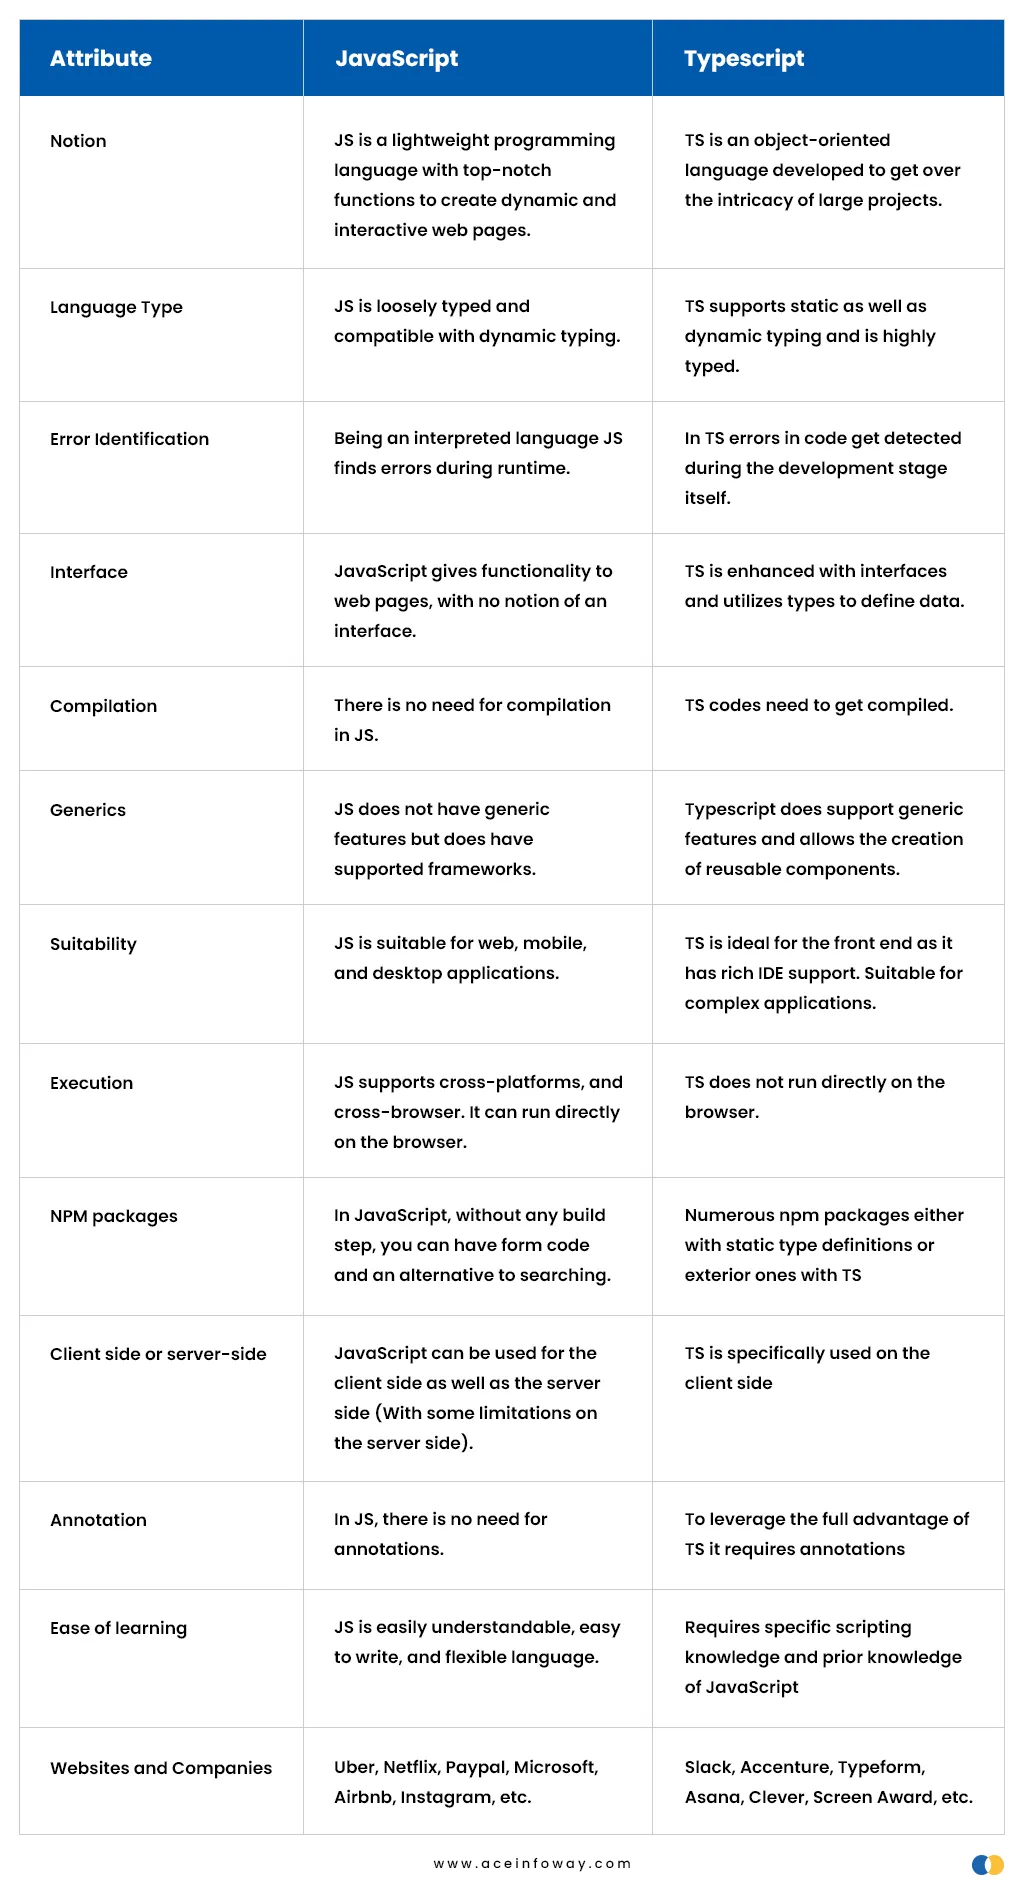 Attribute
JavaScript
Typescript
Notion
JS is a lightweight programming
language with top-notch
functions to create dynamic and
interactive web pages.
TS is an object-oriented
language developed to get over
the intricacy of large projects.
Language Type
JS is loosely typed and
compatible with dynamic typing.
TS supports static as well as
dynamic typing and is highly
typed.
Error Identification
Being an interpreted language JS
finds errors during runtime.
In TS errors in code get detected
during the development stage
itself.
Interface
JavaScript gives functionality to
web pages, with no notion of an
interface.
TS is enhanced with interfaces
and utilizes types to define data.
Compilation
There is no need for compilation
in JS.
TS codes need to get compiled.
Generics
JS does not have generic
features but does have
supported frameworks.
Typescript does support generic
features and allows the creation
of reusable components.
Suitability
JS is suitable for web, mobile,
and desktop applications.
TS is ideal for the front end as it
has rich IDE support. Suitable for
complex applications.
Execution
JS supports cross-platforms, and
cross-browser. It can run directly
on the browser.
TS does not run directly on the
browser.
NPM packages
In JavaScript, without any build
step, you can have form code
and an alternative to searching.
Numerous npm packages either
with static type definitions or
exterior ones with TS
Client side or server-side
JavaScript can be used for the
client side as well as the server
side (With some limitations on
the server side).
TS is specifically used on the
client side
Annotation
In JS, there is no need for
annotations.
To leverage the full advantage of
TS it requires annotations
Ease of learning
JS is easily understandable, easy
to write, and flexible language.
Requires specific scripting
knowledge and prior knowledge
of JavaScript
Websites and Companies
Uber, Netflix, Paypal, Microsoft,
Airbnb, Instagram, etc.
Slack, Accenture, Typeform,
Asana, Clever, Screen Award, etc.
www.aceinfoway.com